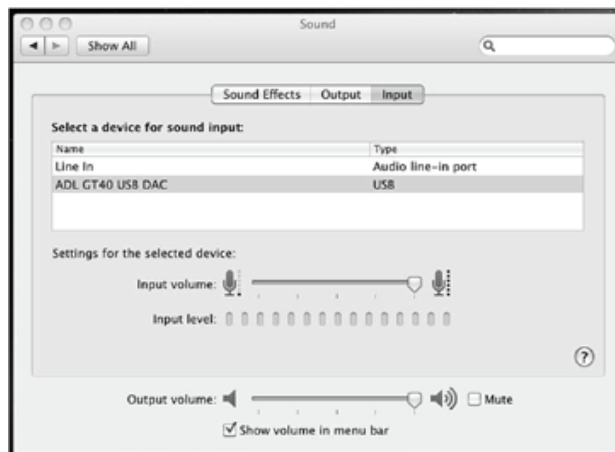 Sound
Show All
Sound Effects Output Input
Select a device for sound input:
Name Type
Line In Audio line-in port
ADL GT40 USB DAC USB
Settings for the selected device:
Input volume:
Input level:
?
Output volume: Mute
Show volume in menu bar